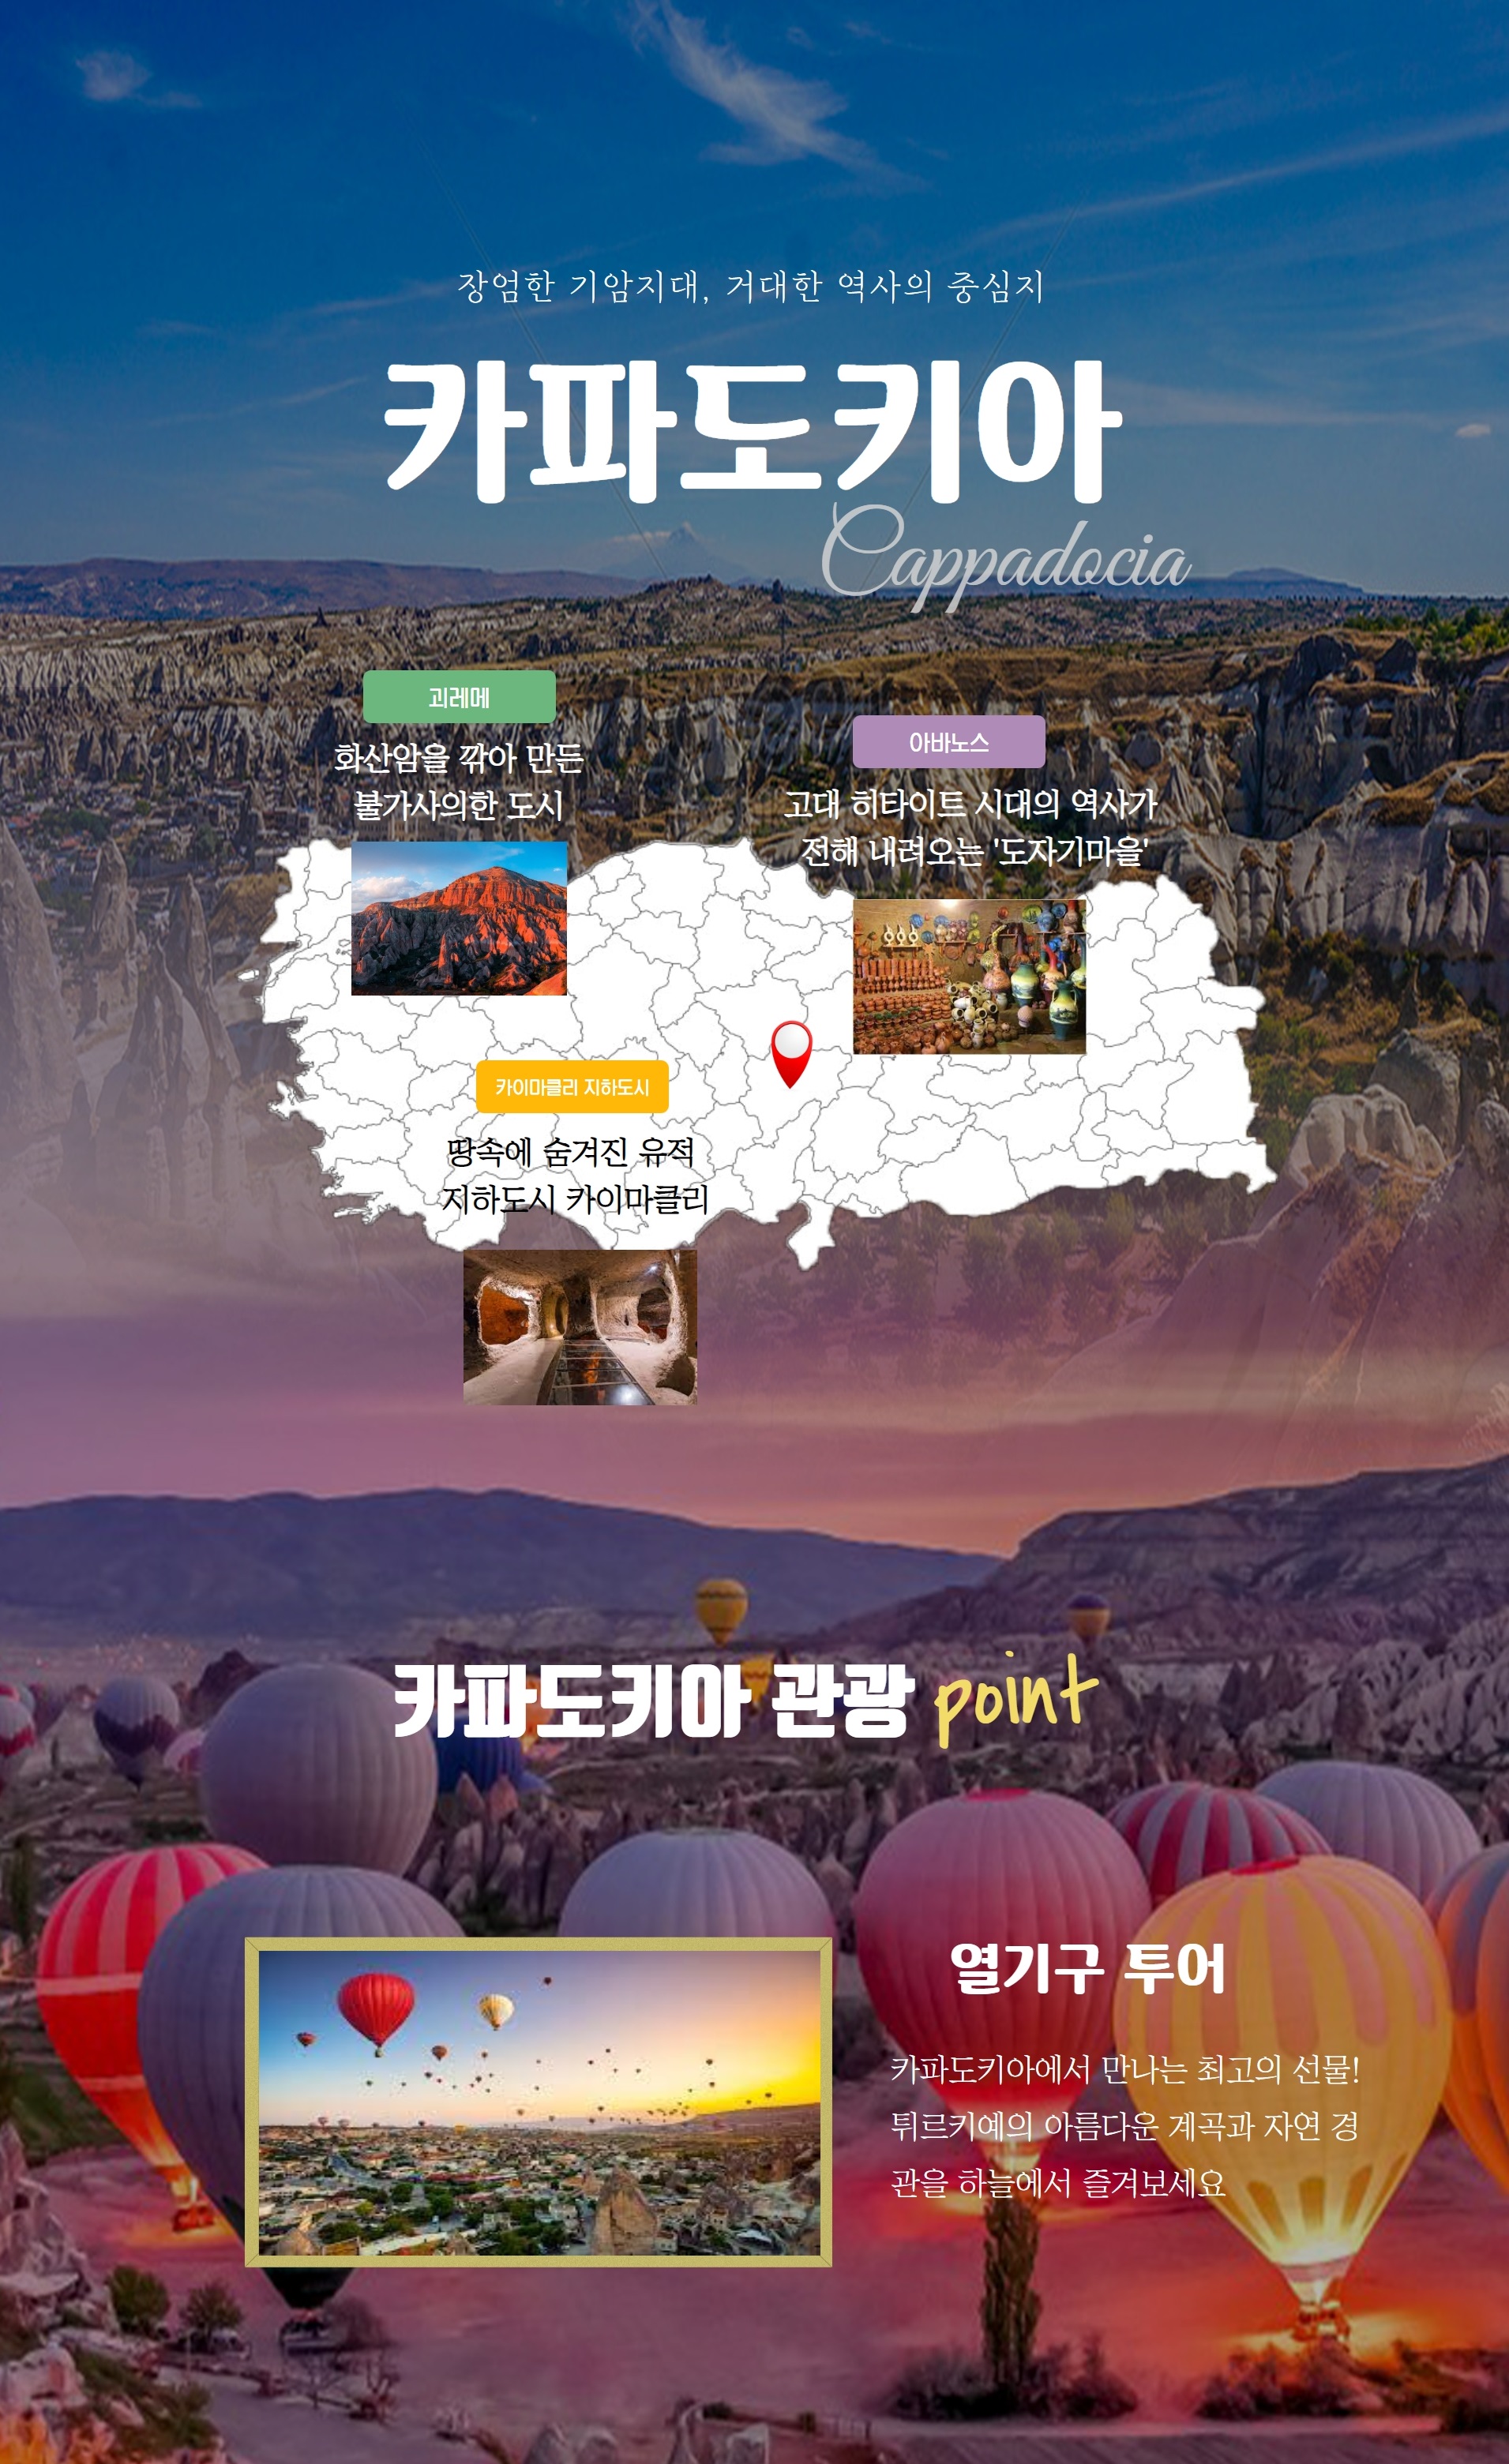 장엄한 기암지대, 거대한 역사의 중심지
카파도키아
Cappadocia
괴레메
화산암을 깎아 만든
불가사의한 도시
아바노스
고대 히타이트 시대의 역사가
전해 내려오는 '도자기마을'
카이마클리 지하도시
땅속에 숨겨진 유적
지하도시 카이마클리
카파도키아 관광 point
열기구 투어
카파도키아에서 만나는 최고의 선물!
튀르키예의 아름다운 계곡과 자연 경
관을 하늘에서 즐겨보세요